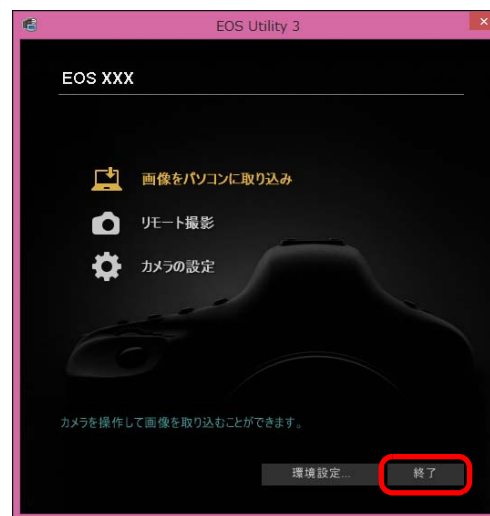 EOS Utility 3
EOS XXX
画像をパソコンに取り込み
リモート撮影
カメラの設定
カメラを操作して画像を取り込むことができます。
環境設定... 終了